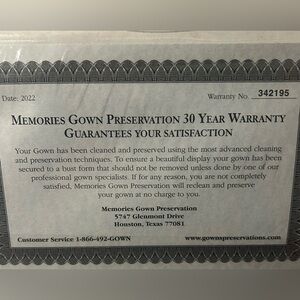 Date: 2022
Warranty No. 342195
MEMORIES GOWN PRESERVATION 30 YEAR WARRANTY
GUARANTEES YOUR SATISFACTION
Your Gown has been cleaned and preserved using the most advanced cleaning
and preservation techniques. To ensure a beautiful display your gown has been
secured to a bust form that should not be removed unless done by one of our
professional gown specialists. If for any reason, you are not completely
satisfied, Memories Gown Preservation will reclean and preserve
your gown at no charge to you.
Memories Gown Preservation
5747 Glenmont Drive
Houston, Texas 77081
Customer Service 1-866-492-GOWN
www.gownspreservations.com